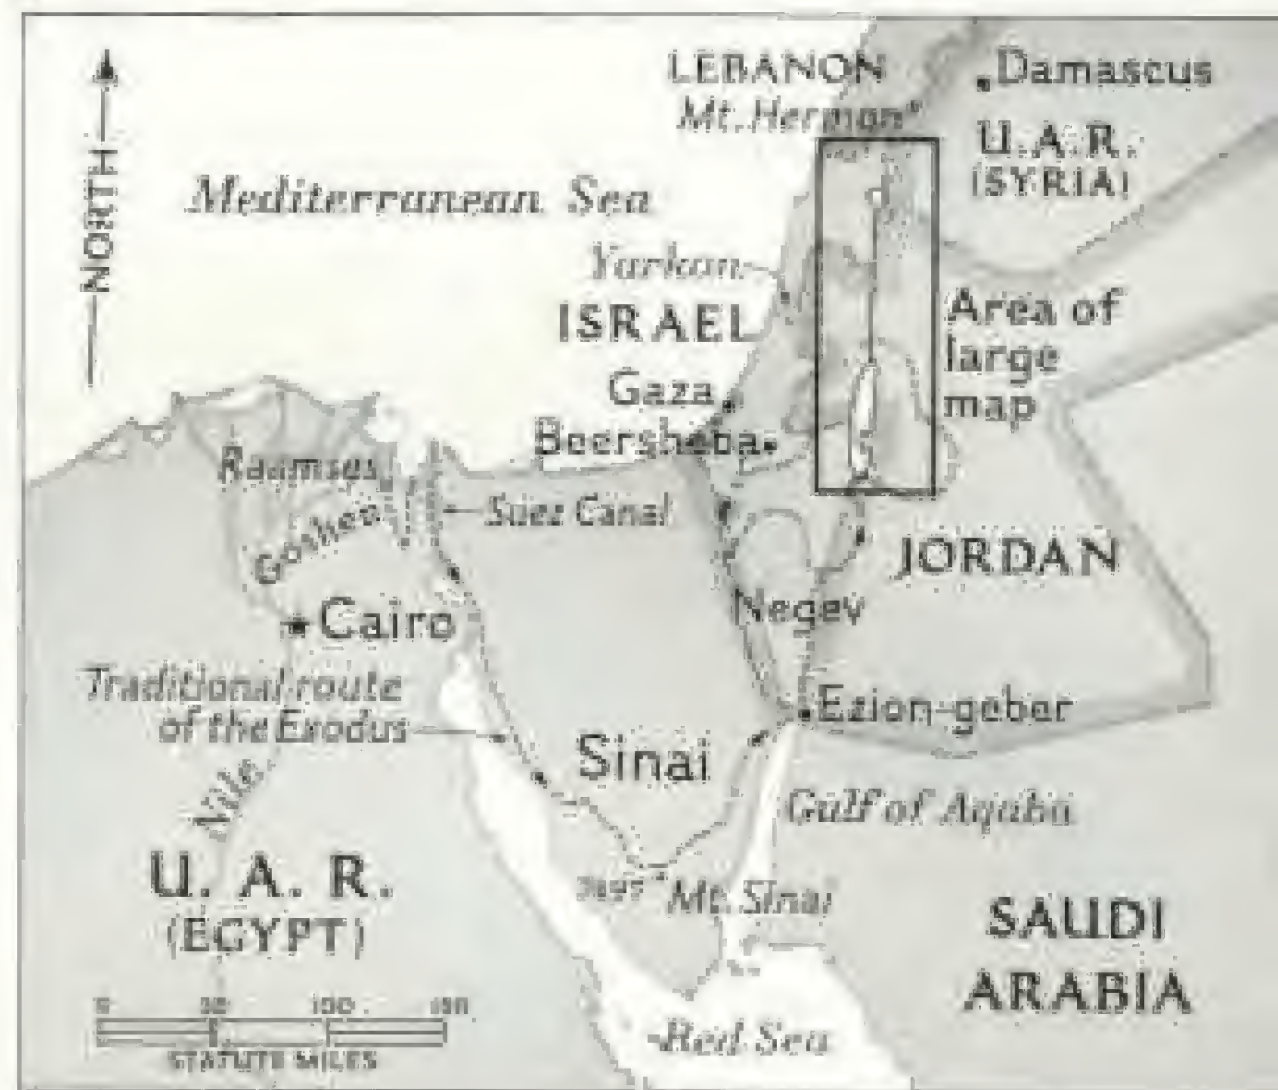 NORTH
LEBANON
Mt. Hermon
Damascus
U.A.R.
(SYRIA)
Mediterranean Sea
Yarkon
ISRAEL
Area of
large
map
Gaza
Beersheba
Raamses
Goshen
Suez Canal
JORDAN
Negev
Cairo
Traditional route
of the Exodus
Ezion-geber
Sinai
Nile
Gulf of Aqaba
U. A. R.
(EGYPT)
Mt. Sinai
SAUDI
ARABIA
0 50 100 150
STATUTE MILES
Red Sea